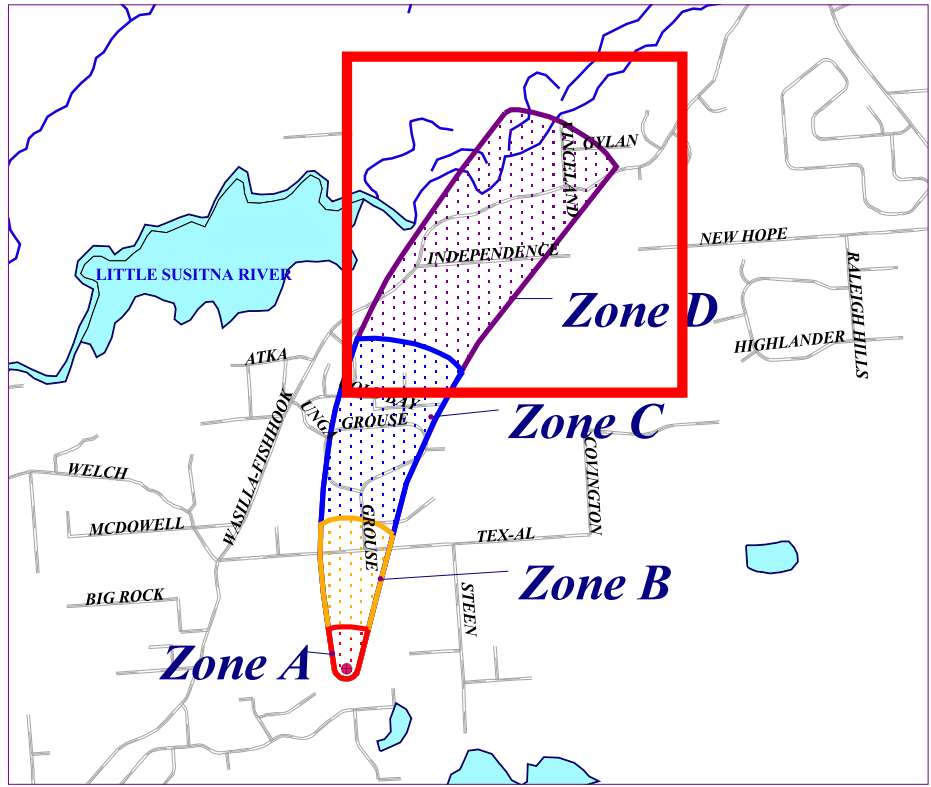 GYLAN
VINCELAND
NEW HOPE
INDEPENDENCE
LITTLE SUSITNA RIVER
RALEIGH HILLS
Zone D
HIGHLANDER
ATKA
UNGA
GROUSE
Zone C
WASILLA-FISHHOOK
COVINGTON
WELCH
MCDOWELL
GROUSE
TEX-AL
Zone B
BIG ROCK
STEEN
Zone A